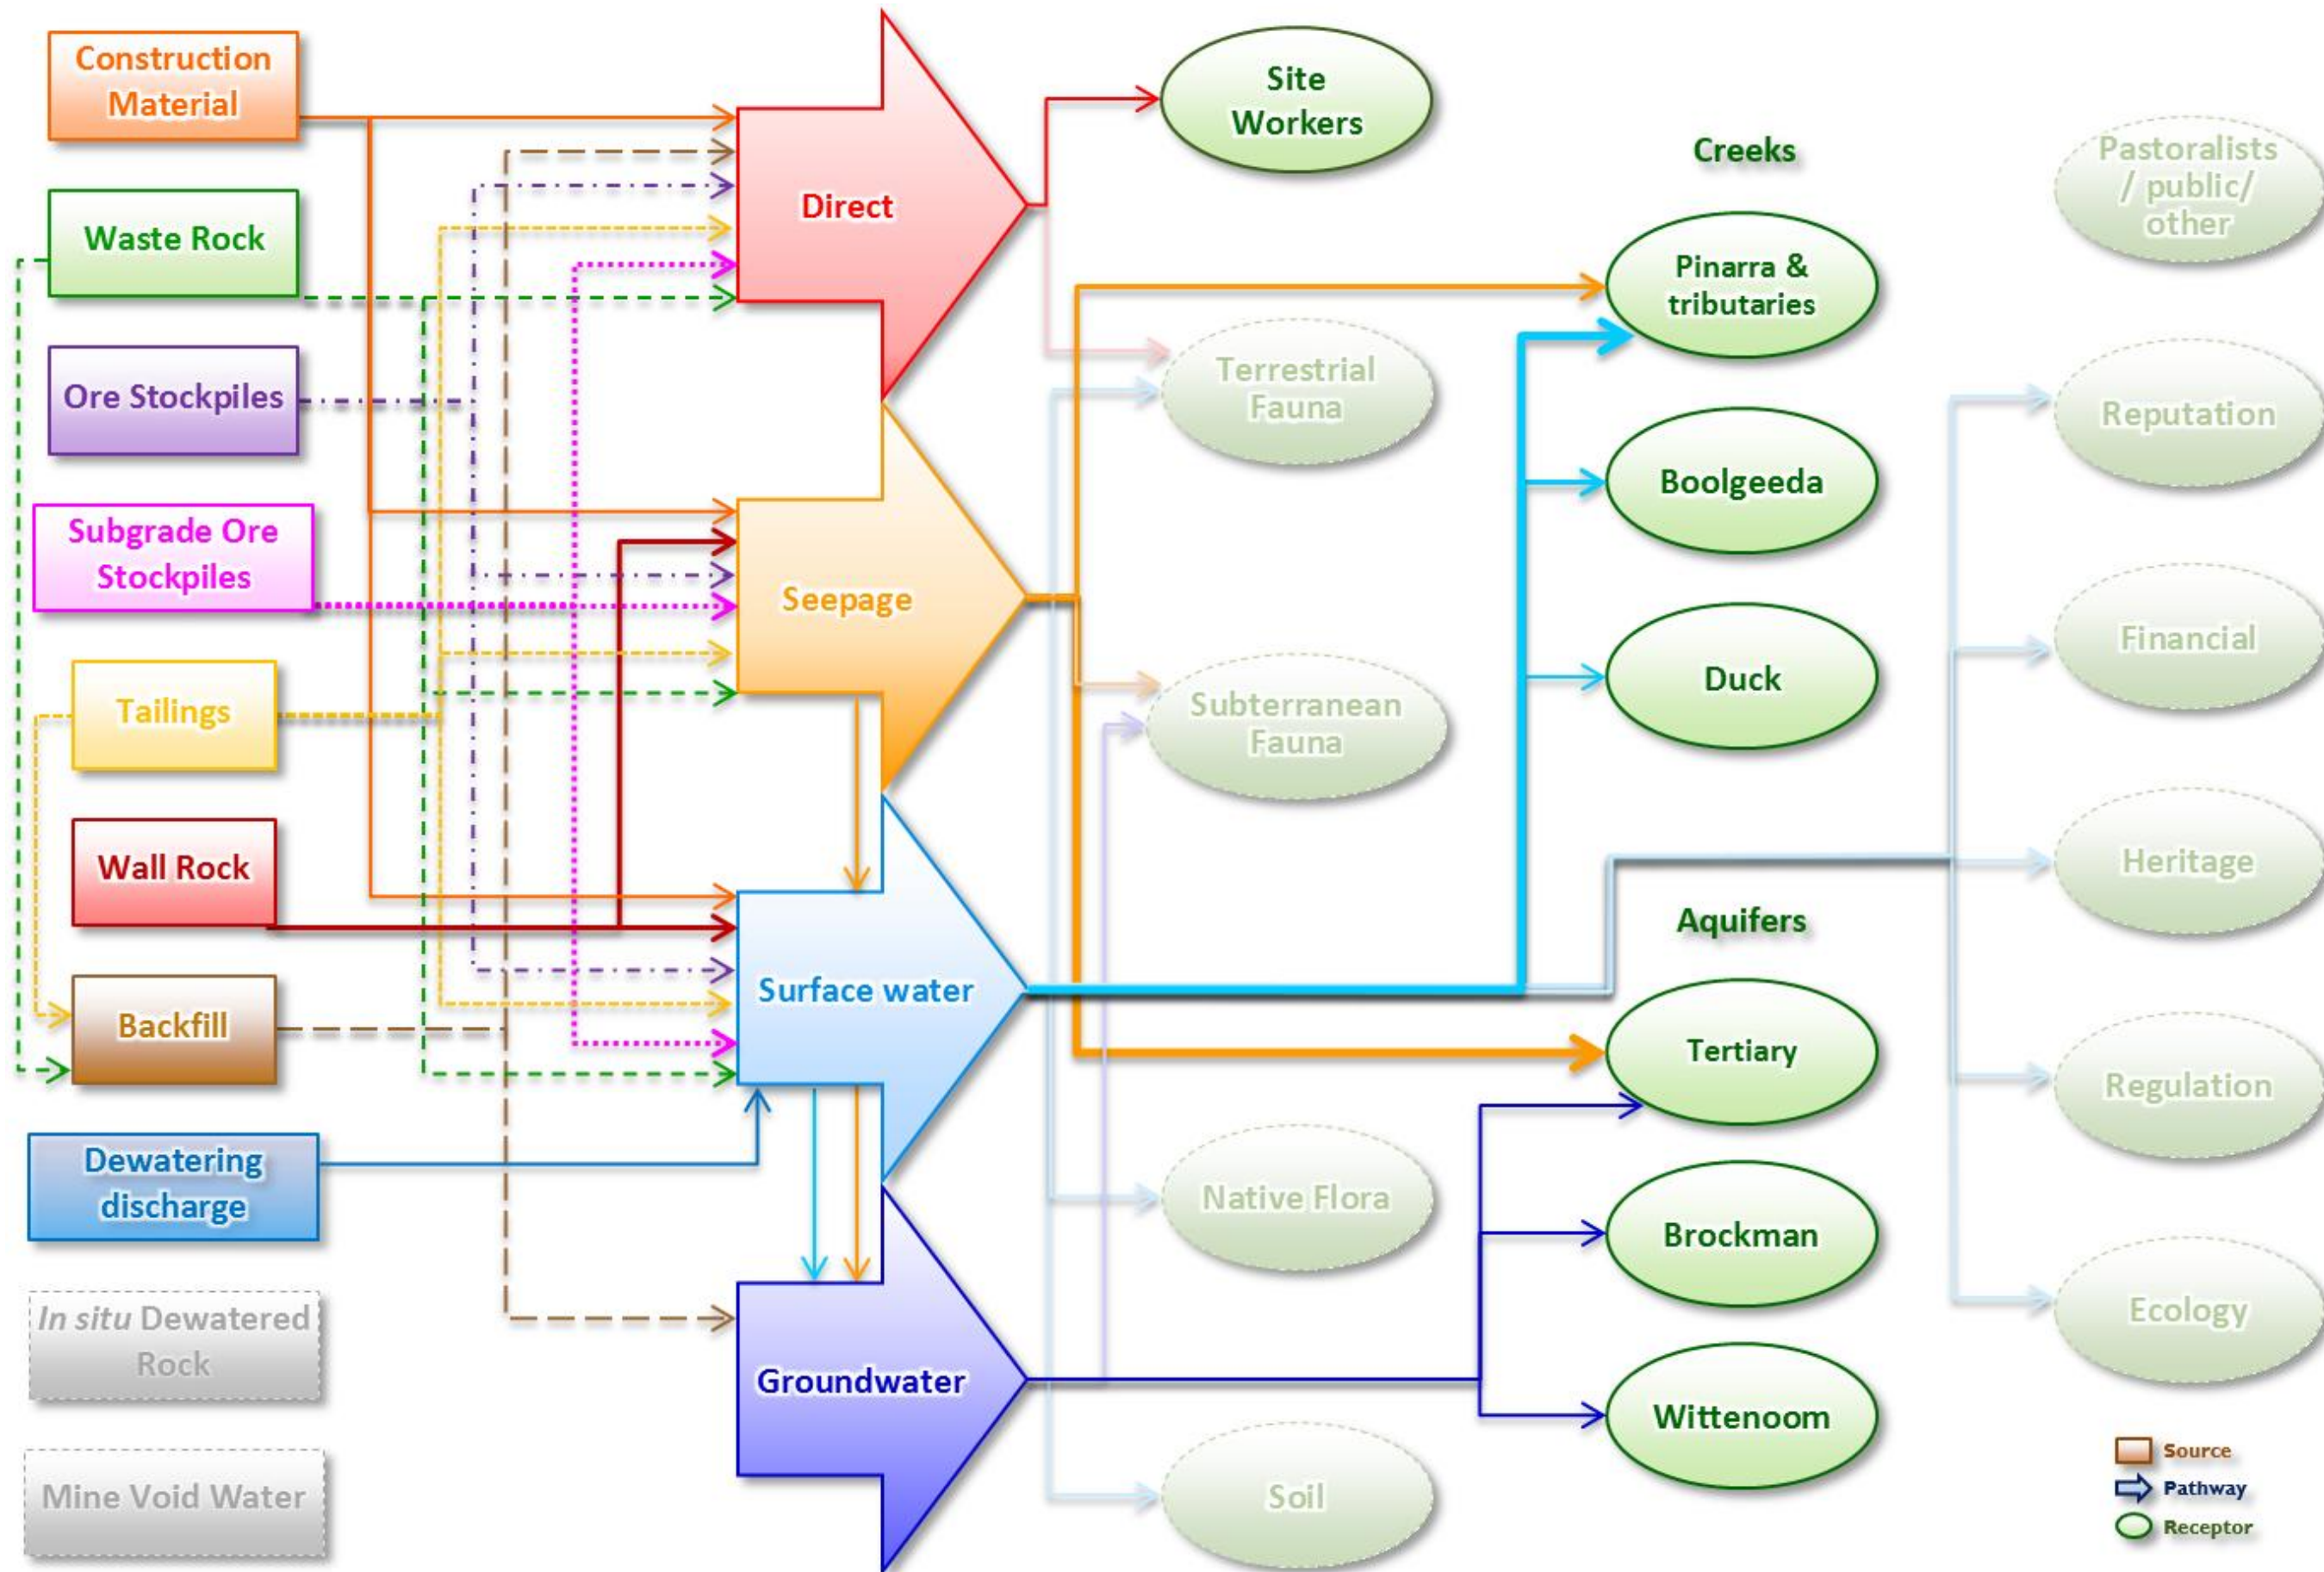 Construction
Material
Waste Rock
Ore Stockpiles
Subgrade Ore
Stockpiles
Tailings
Wall Rock
Backfill
Dewatering
discharge
In situ Dewatered
Rock
Mine Void Water
Direct
Seepage
Surface water
Groundwater
Site
Workers
Terrestrial
Fauna
Subterranean
Fauna
Native Flora
Soil
Creeks
Pinarra &
tributaries
Boolgeeda
Duck
Aquifers
Tertiary
Brockman
Wittenoom
Pastoralists
/ public/
other
Reputation
Financial
Heritage
Regulation
Ecology
Source
Pathway
Receptor